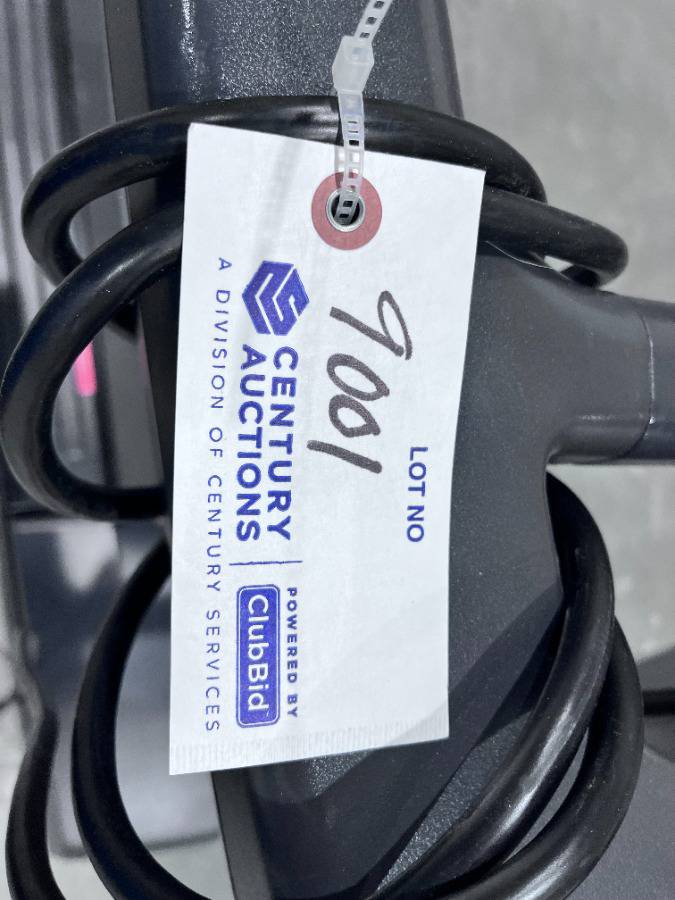 LOT NO
9001
CENTURY
AUCTIONS
POWERED BY
ClubBid
A DIVISION OF CENTURY SERVICES